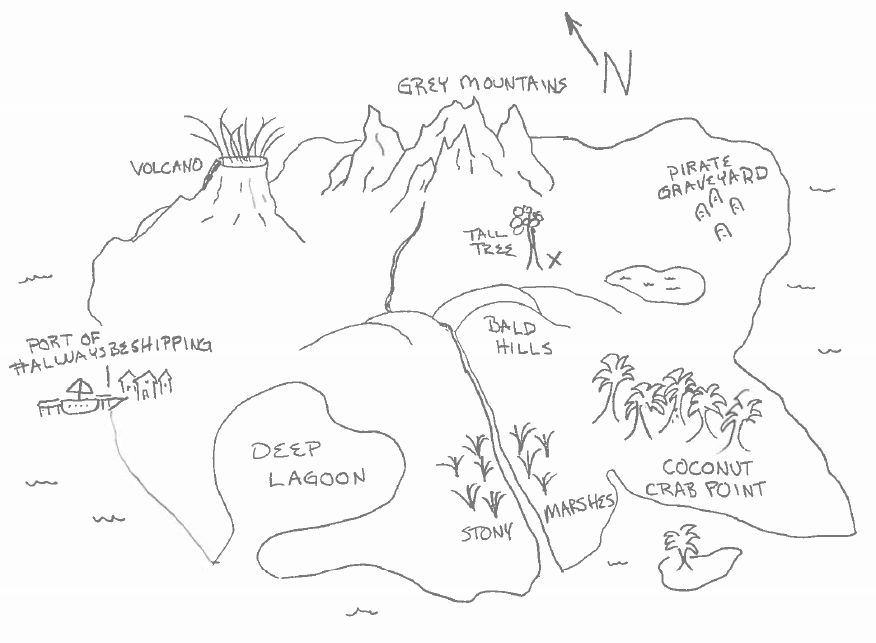 N
GREY MOUNTAINS
VOLCANO
PIRATE
GRAVEYARD
TALL
TREE
X
PORT OF
#ALWAYSBESHIPPING
BALD
HILLS
DEEP
LAGOON
COCONUT
CRAB POINT
STONY
MARSHES